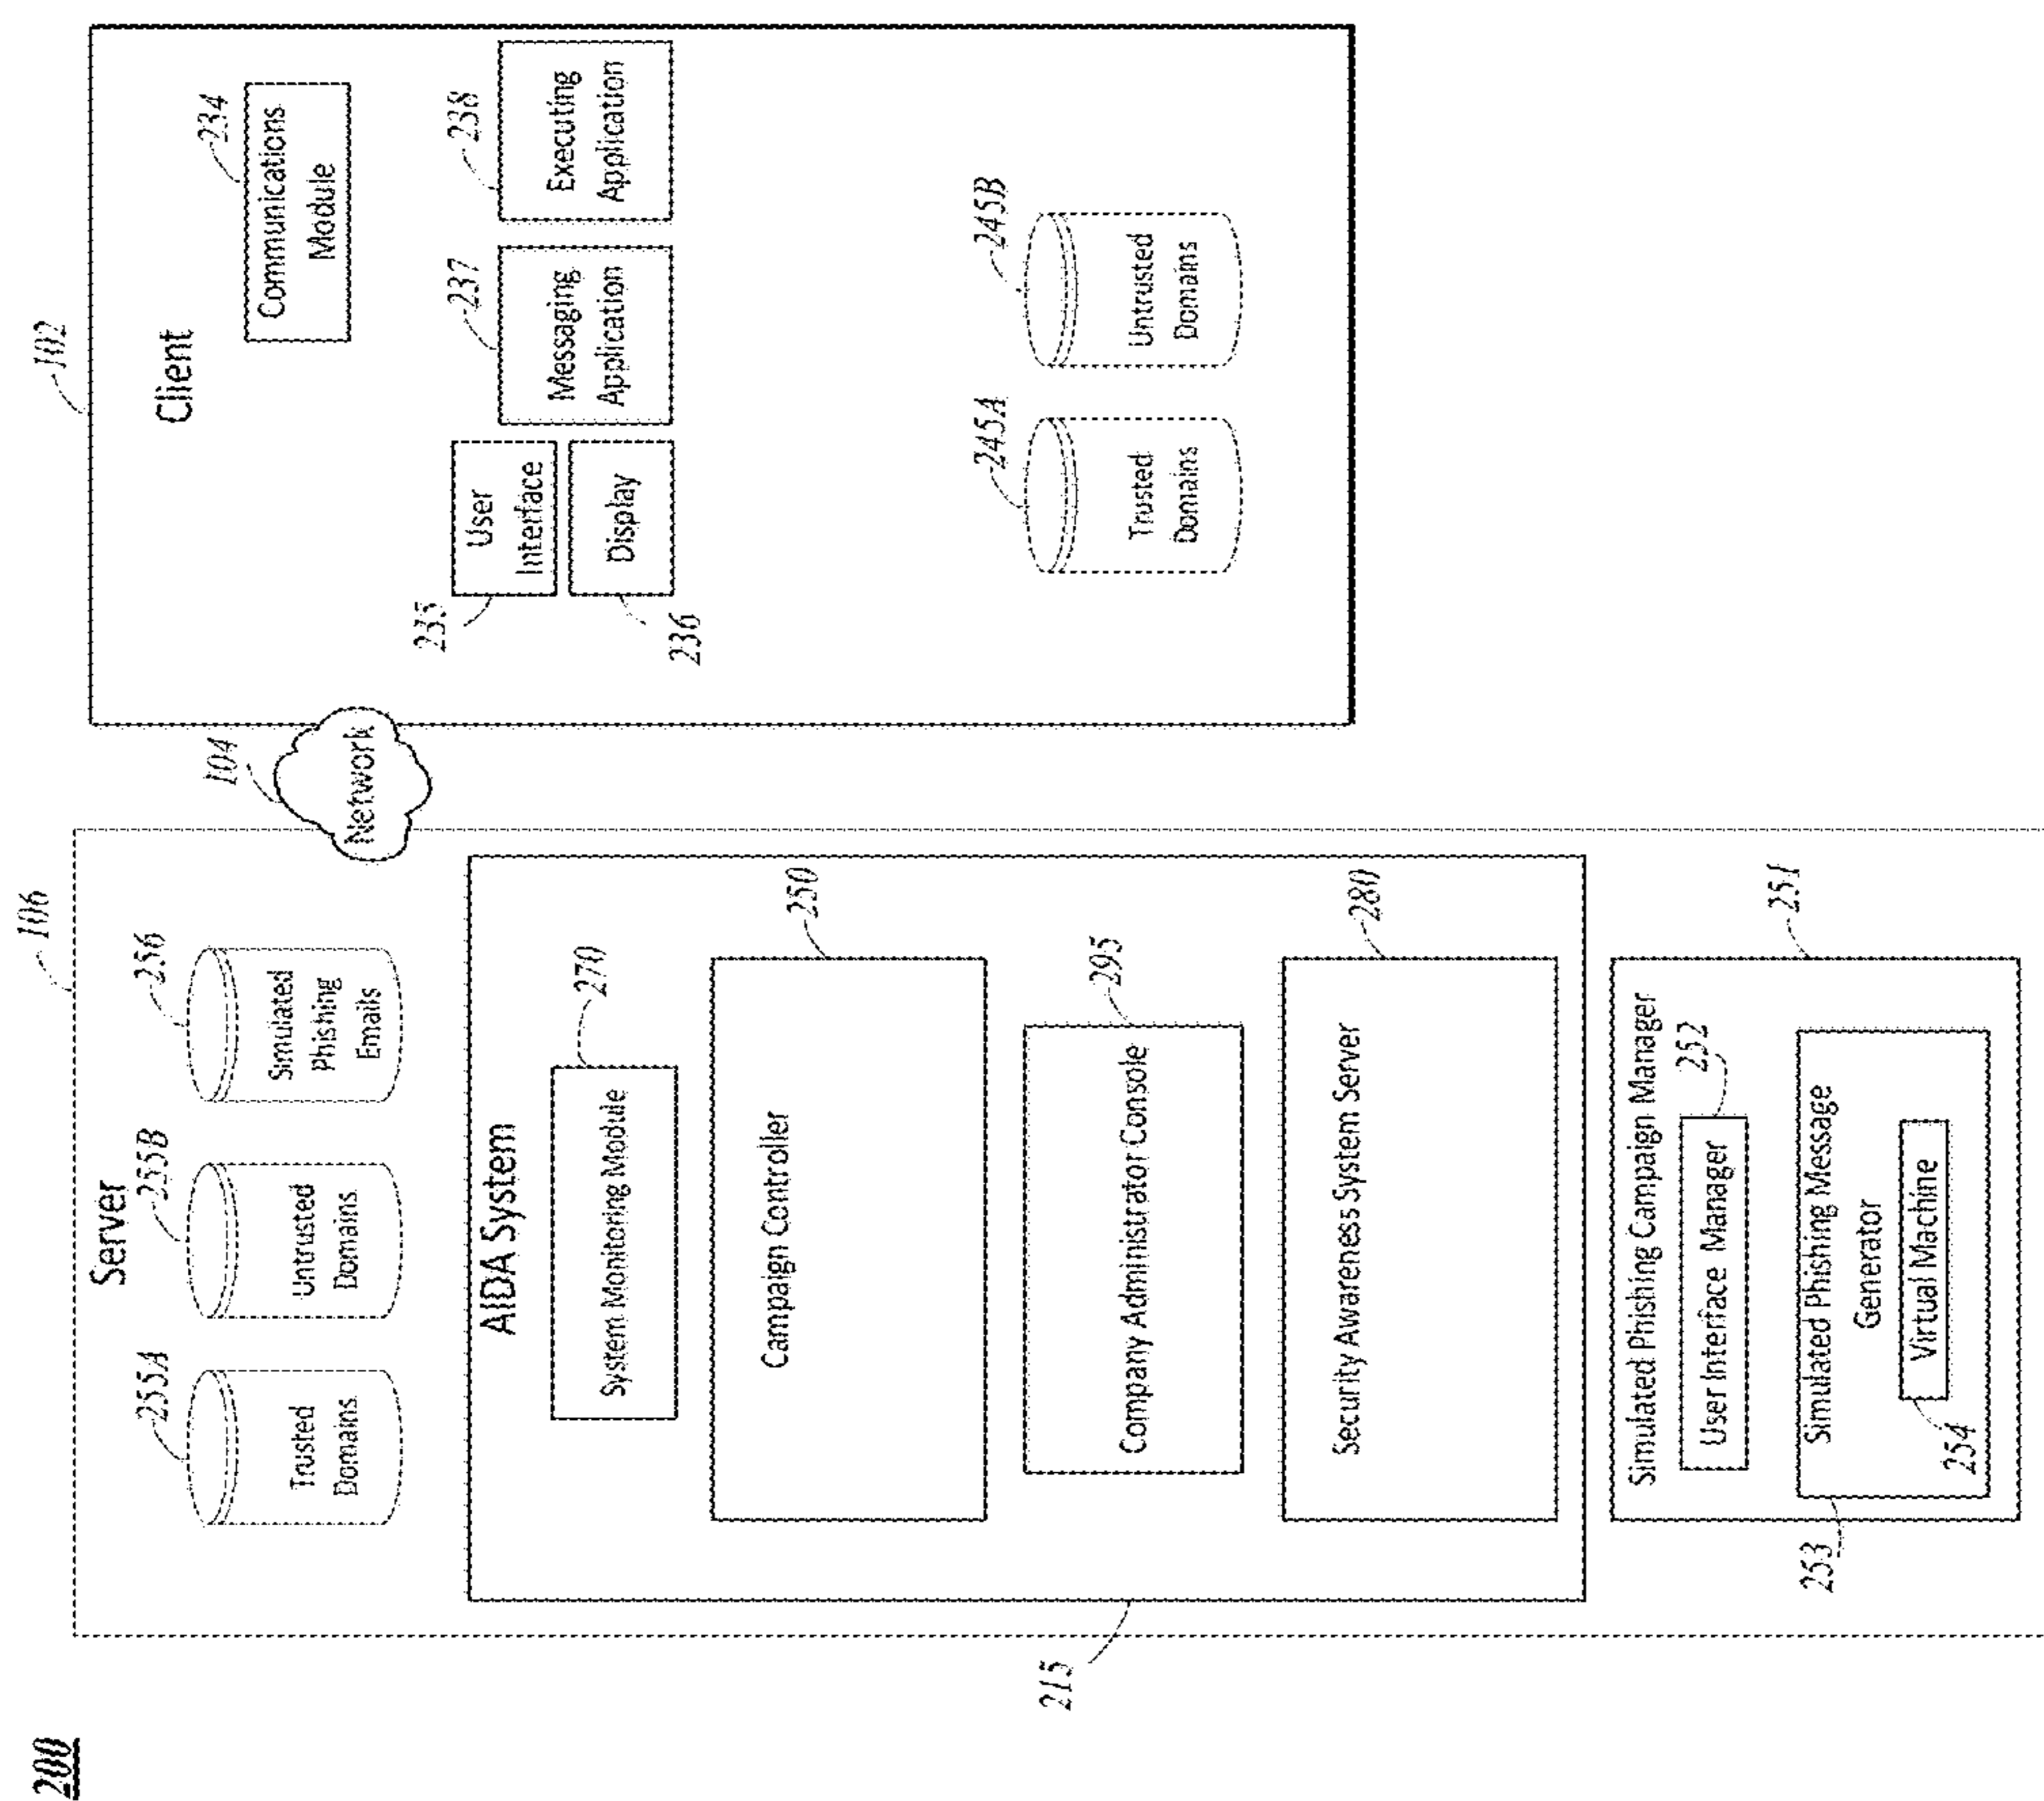 200
106
Server
255A
Trusted
Domains
255B
Untrusted
Domains
256
Simulated
Phishing
Emails
AIDA System
215
270
System Monitoring Module
250
Campaign Controller
295
Company Administrator Console
280
Security Awareness System Server
251
Simulated Phishing Campaign Manager
252
User Interface Manager
253
Simulated Phishing Message
Generator
254
Virtual Machine
104
Network
102
Client
234
Communications
Module
235
User
Interface
236
Display
237
Messaging
Application
238
Executing
Application
245A
Trusted
Domains
245B
Untrusted
Domains